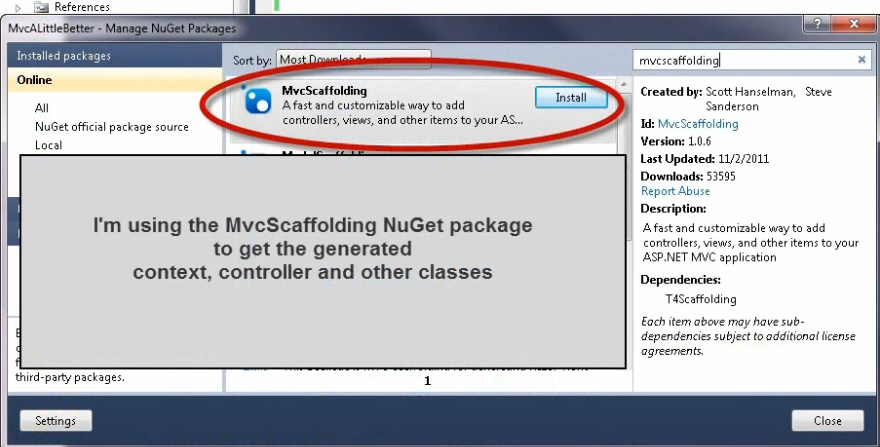 References
MvcALittleBetter - Manage NuGet Packages
Installed packages
Online
All
NuGet official package source
Local
third-party packages.
Sort by: Most Downloads
MvcScaffolding
A fast and customizable way to add
controllers, views, and other items to your AS...
Install
I'm using the MvcScaffolding NuGet package
to get the generated
context, controller and other classes
1
mvcscaffolding
Created by: Scott Hanselman, Steve
Sanderson
Id: MvcScaffolding
Version: 1.0.6
Last Updated: 11/2/2011
Downloads: 53595
Report Abuse
Description:
A fast and customizable way to add
controllers, views, and other items to your
ASP.NET MVC application
Dependencies:
T4Scaffolding
Each item above may have sub-
dependencies subject to additional license
agreements.
Settings
Close